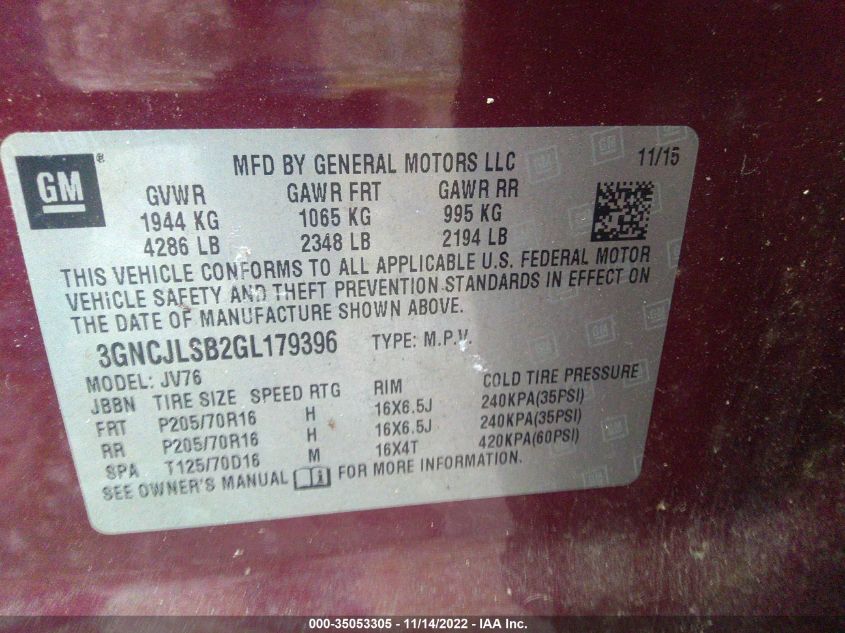 GM ®
MFD BY GENERAL MOTORS LLC 11/15
GVWR GAWR FRT GAWR RR
1944 KG 1065 KG 995 KG
4286 LB 2348 LB 2194 LB
THIS VEHICLE CONFORMS TO ALL APPLICABLE U.S. FEDERAL MOTOR
VEHICLE SAFETY AND THEFT PREVENTION STANDARDS IN EFFECT ON
THE DATE OF MANUFACTURE SHOWN ABOVE.
3GNCJLSB2GL179396 TYPE: M.P.V.
MODEL: JV76
JBBN TIRE SIZE SPEED RTG RIM COLD TIRE PRESSURE
FRT P205/70R16 H 16X6.5J 240KPA(35PSI)
RR P205/70R16 H 16X6.5J 240KPA(35PSI)
SPA T125/70D16 M 16X4T 420KPA(60PSI)
SEE OWNER'S MANUAL FOR MORE INFORMATION.
000-35053305 - 11/14/2022 - IAA Inc.